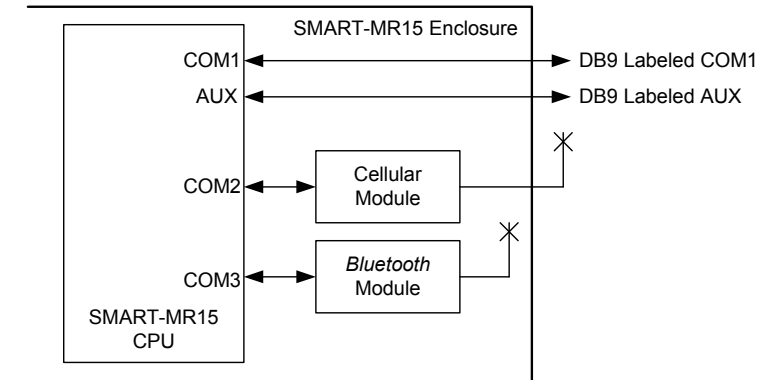 SMART-MR15 Enclosure
COM1
DB9 Labeled COM1
AUX
DB9 Labeled AUX
COM2
Cellular
Module
COM3
Bluetooth
Module
SMART-MR15
CPU